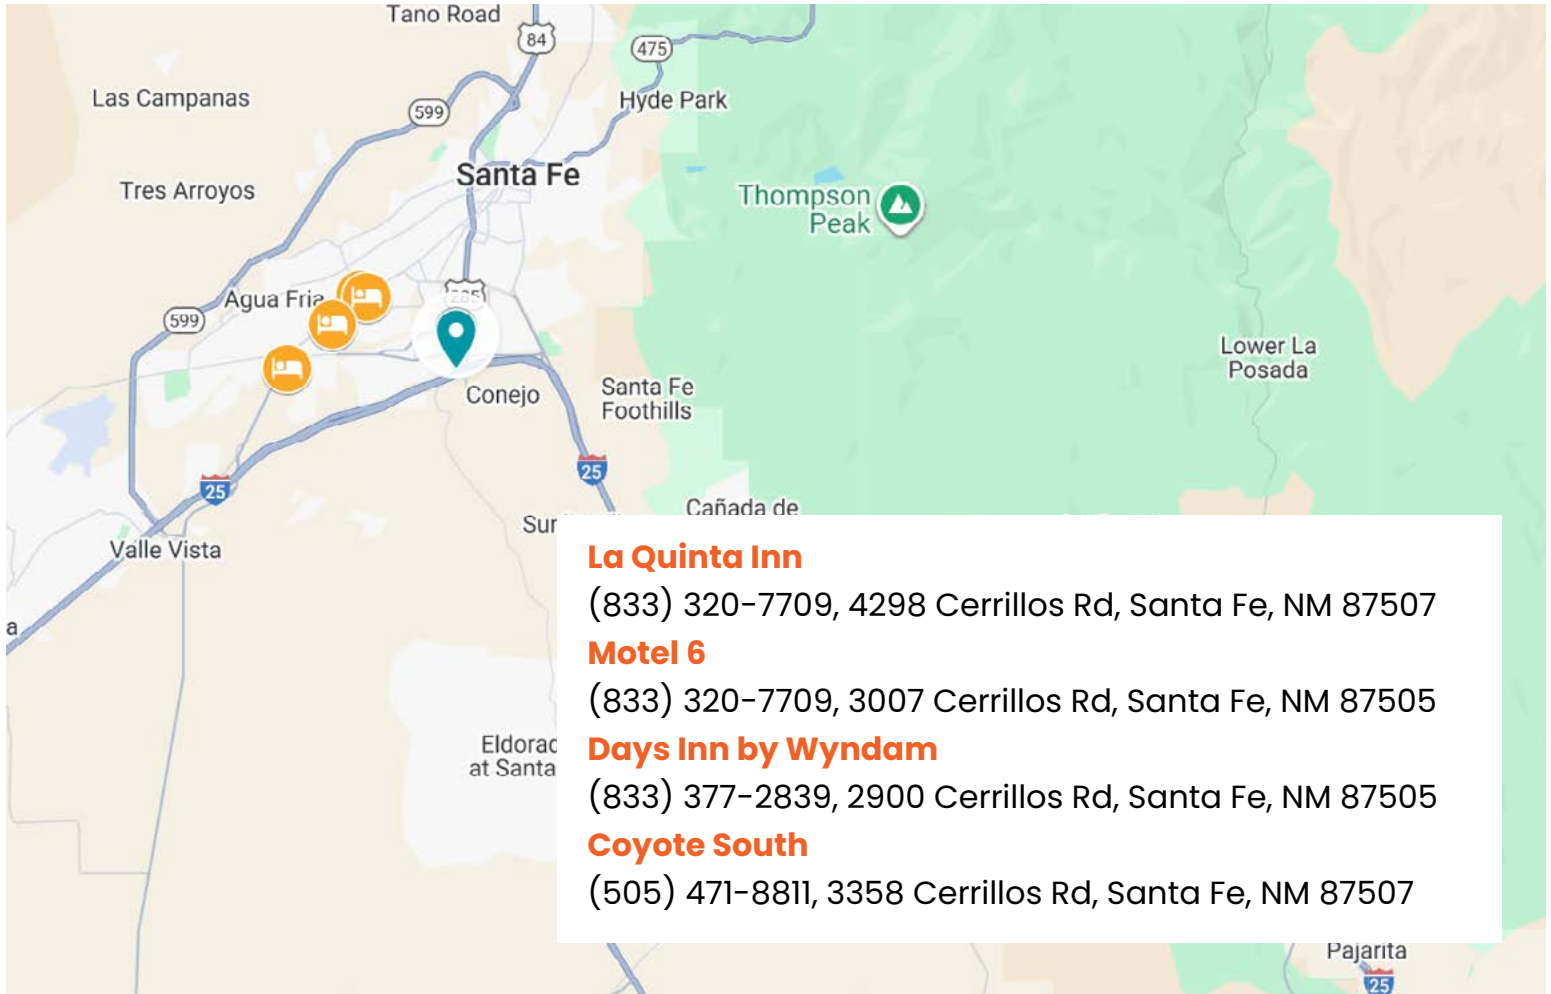 Tano Road
84
475
Las Campanas
Hyde Park
599
Santa Fe
Tres Arroyos
Thompson
Peak
Agua Fria
285
599
Lower La
Posada
Conejo
Santa Fe
Foothills
25
25
Cañada de
Valle Vista
La Quinta Inn
(833) 320-7709, 4298 Cerrillos Rd, Santa Fe, NM 87507
a
Motel 6
(833) 320-7709, 3007 Cerrillos Rd, Santa Fe, NM 87505
Eldorad
at Santa
Days Inn by Wyndam
(833) 377-2839, 2900 Cerrillos Rd, Santa Fe, NM 87505
Coyote South
(505) 471-8811, 3358 Cerrillos Rd, Santa Fe, NM 87507
Pajarita
25